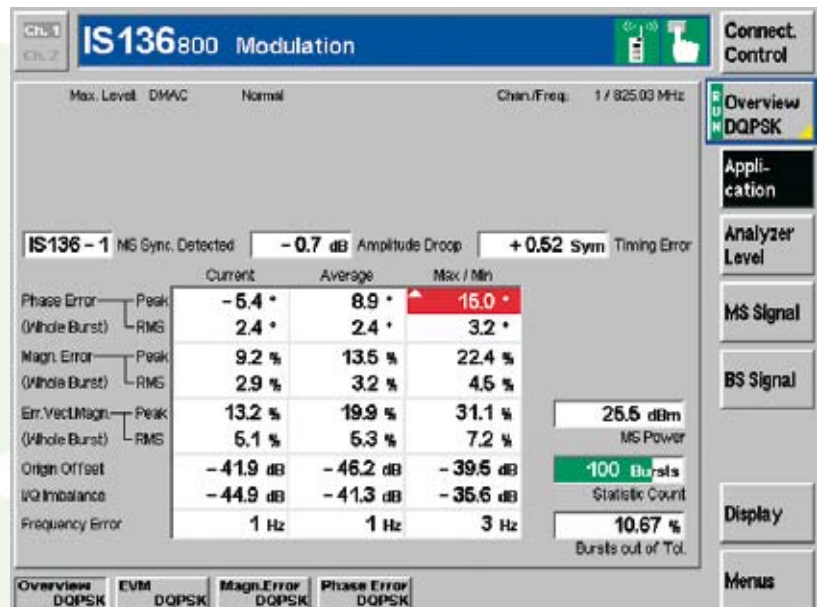 Ch. 1
Ch. 2
IS136800 Modulation
Connect. Control
Max. Level: DMAC Normal Chan./Freq.: 1 / 825.03 MHz
RUN
Overview DQPSK
Appli-cation
Analyzer Level
MS Signal
BS Signal
Display
Menus
IS136 – 1 MS Sync. Detected – 0.7 dB Amplitude Droop + 0.52 Sym Timing Error
Current Average Max / Min
Phase Error Peak – 5.4 ° 8.9 ° 15.0 °
(Whole Burst) RMS 2.4 ° 2.4 ° 3.2 °
Magn. Error Peak 9.2 % 13.5 % 22.4 %
(Whole Burst) RMS 2.9 % 3.2 % 4.5 %
Err.Vect.Magn. Peak 13.2 % 19.9 % 31.1 %
(Whole Burst) RMS 5.1 % 5.3 % 7.2 %
Origin Offset – 41.9 dB – 46.2 dB – 39.5 dB
I/Q Imbalance – 44.9 dB – 41.3 dB – 35.6 dB
Frequency Error 1 Hz 1 Hz 3 Hz
25.5 dBm
MS Power
100 Bursts
Statistic Count
10.67 %
Bursts out of Tol.
Overview DQPSK
EVM DQPSK
Magn.Error DQPSK
Phase Error DQPSK